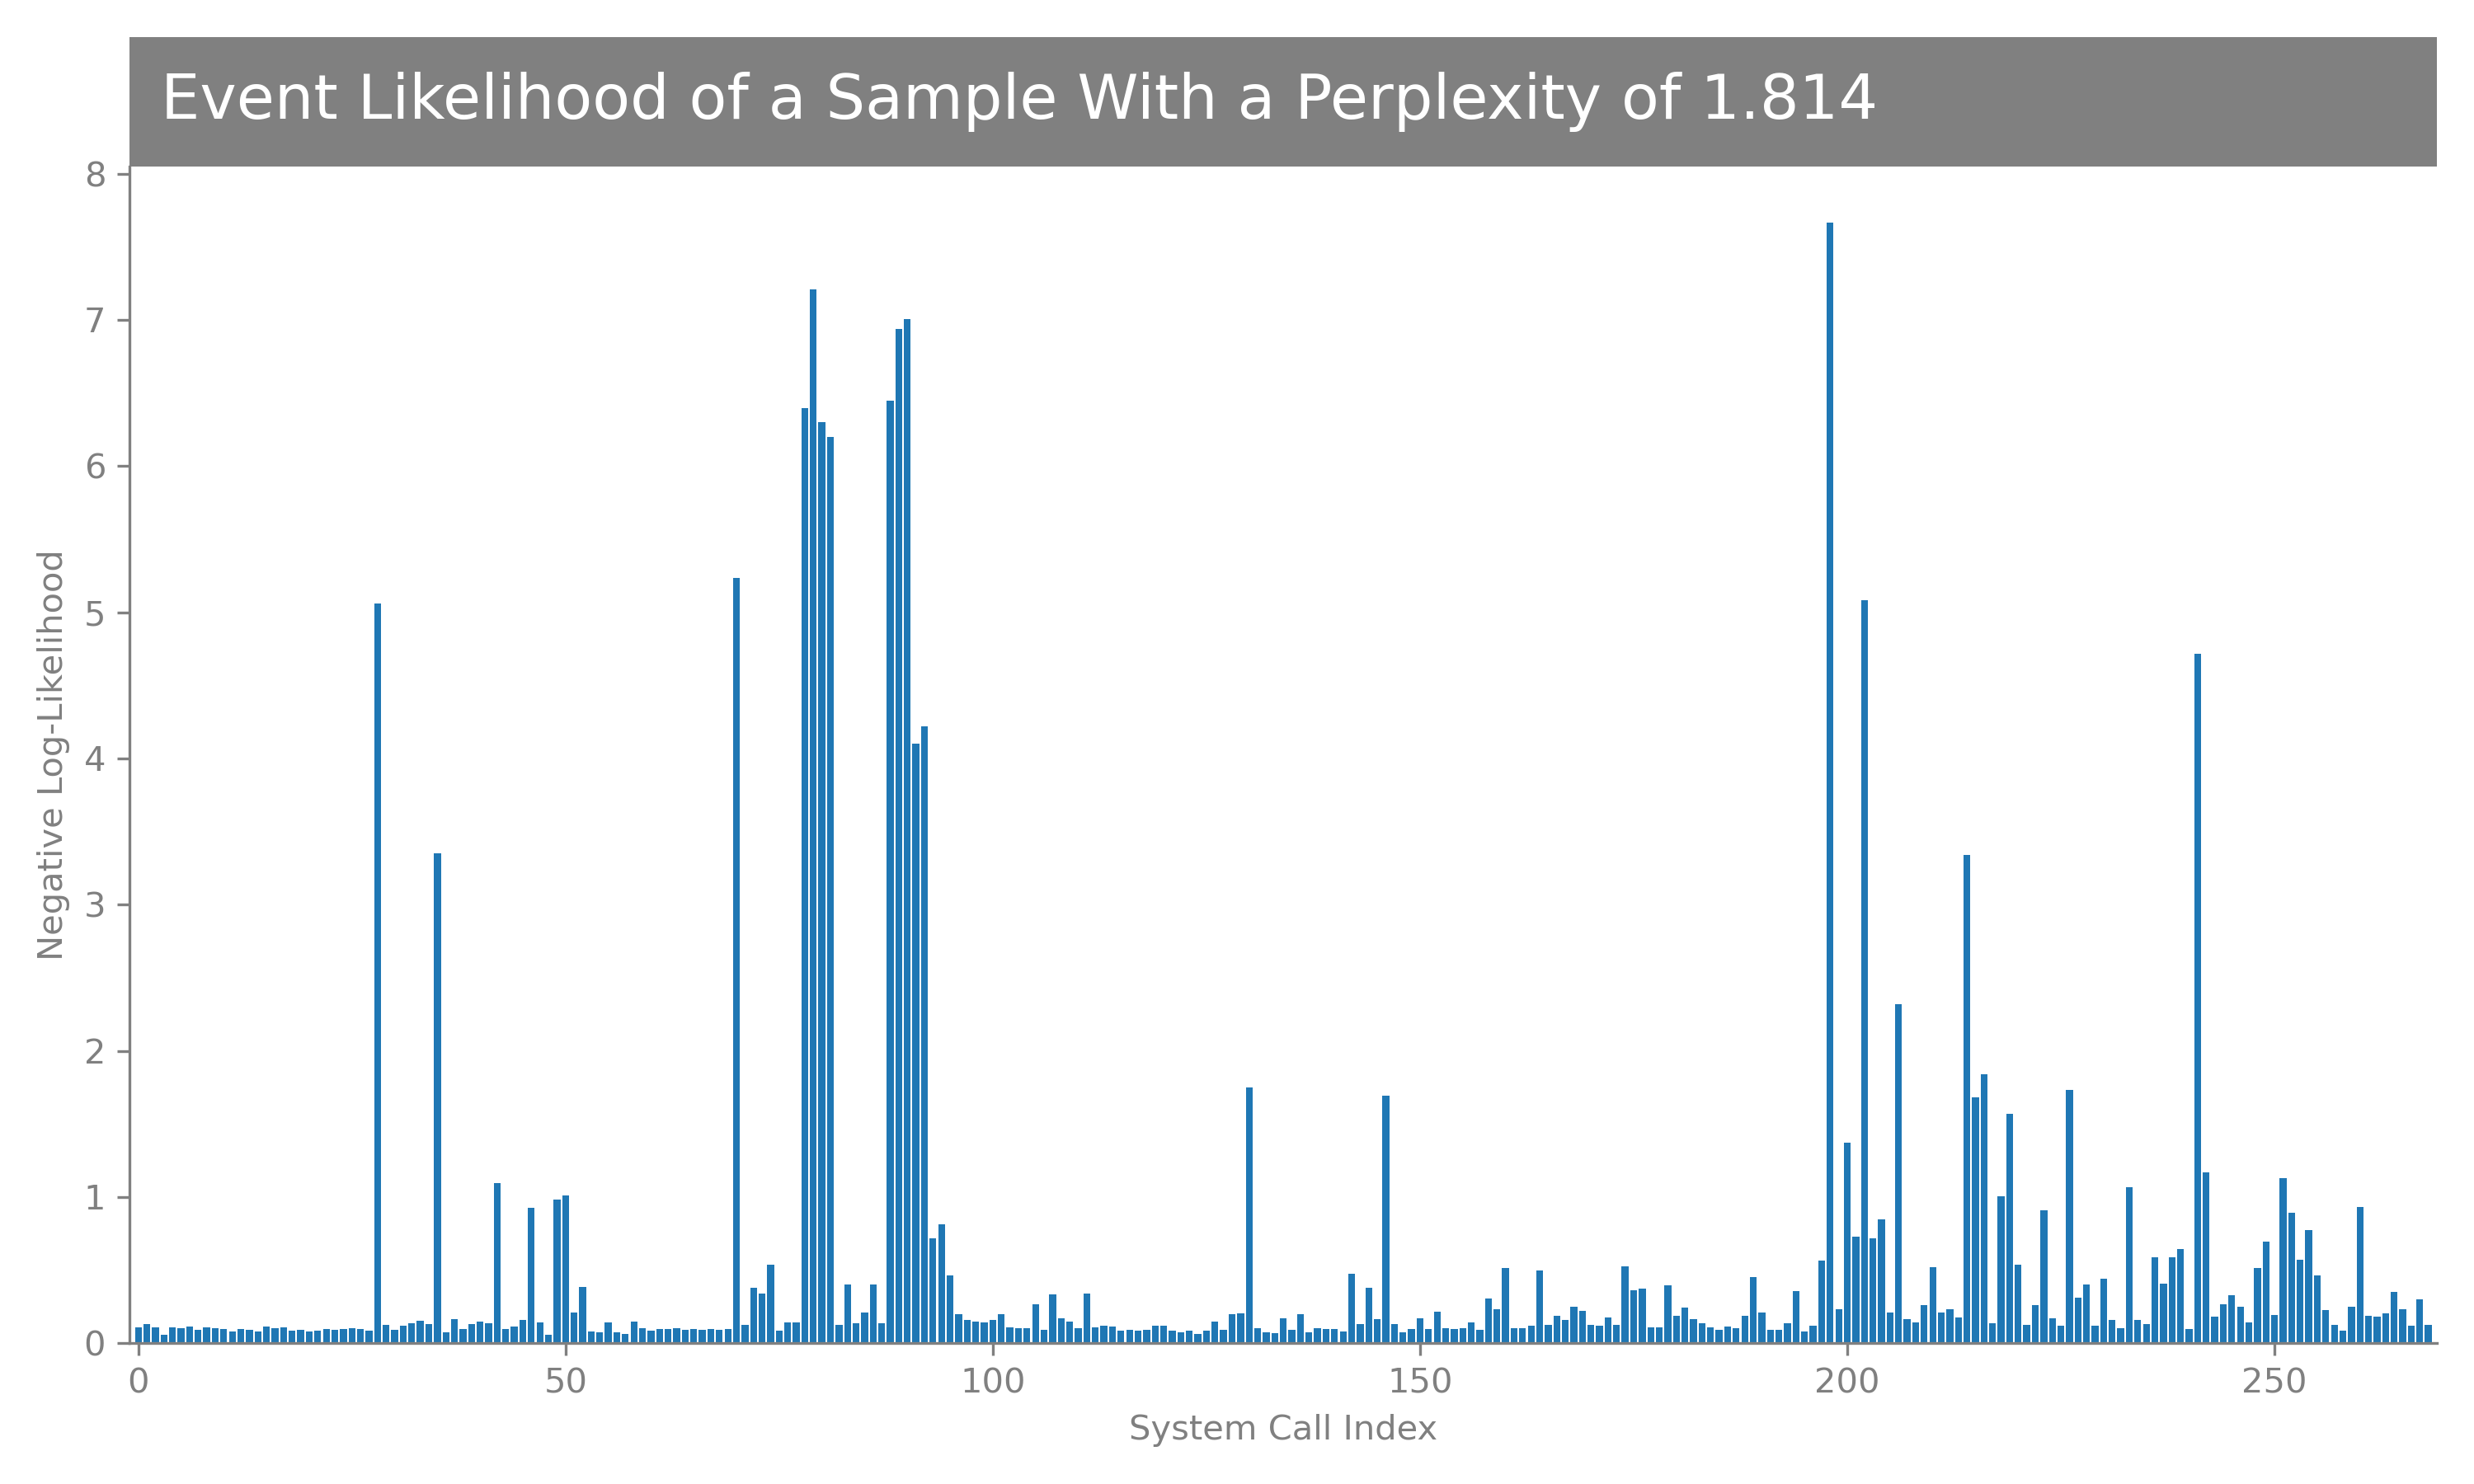 Event Likelihood of a Sample With a Perplexity of 1.814
8
7
6
5
4
3
2
1
0
Negative Log-Likelihood
0 50 100 150 200 250
System Call Index